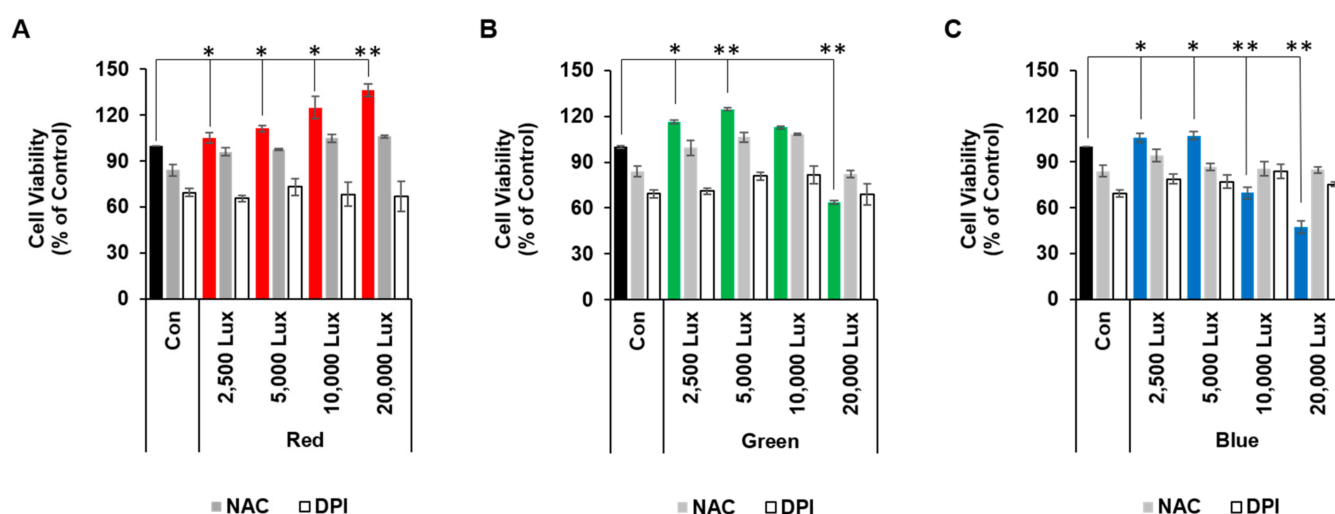 A
* * * **
Cell Viability
(% of Control)
150
120
90
60
30
0
Con
2,500 Lux
5,000 Lux
10,000 Lux
20,000 Lux
Red
NAC DPI
B
* ** **
Cell Viability
(% of Control)
150
120
90
60
30
0
Con
2,500 Lux
5,000 Lux
10,000 Lux
20,000 Lux
Green
NAC DPI
C
* * ** **
Cell Viability
(% of Control)
150
120
90
60
30
0
Con
2,500 Lux
5,000 Lux
10,000 Lux
20,000 Lux
Blue
NAC DPI